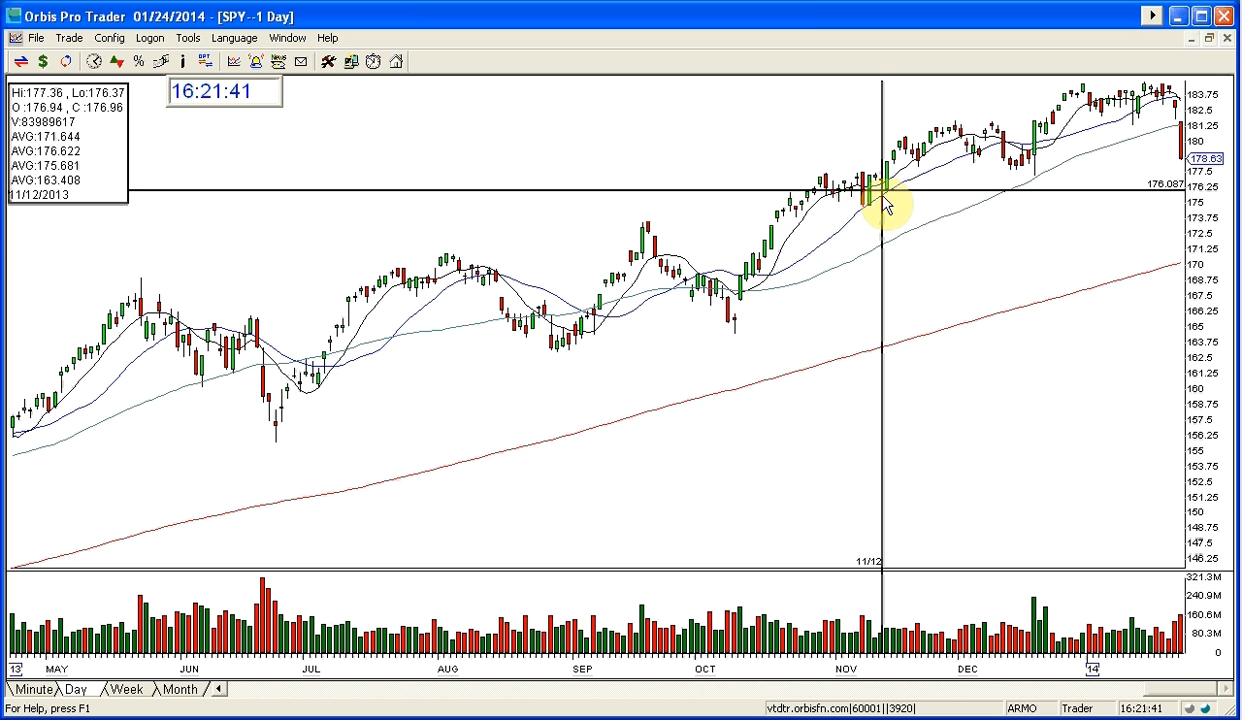 Orbis Pro Trader 01/24/2014 - [SPY--1 Day]
File Trade Config Logon Tools Language Window Help
$ % i OPT News
16:21:41
Hi:177.36 , Lo:176.37
O :176.94 , C :176.96
V:83989617
AVG:171.644
AVG:176.622
AVG:175.681
AVG:163.408
11/12/2013
183.75
182.5
181.25
180
178.63
177.5
176.087
176.25
175
173.75
172.5
171.25
170
168.75
167.5
166.25
165
163.75
162.5
161.25
160
158.75
157.5
156.25
155
153.75
152.5
151.25
150
148.75
147.5
146.25
11/12
321.3M
240.9M
160.6M
80.3M
0
13 MAY JUN JUL AUG SEP OCT NOV DEC 14
Minute Day Week Month
For Help, press F1 vtdtr.orbisfn.com|60001||3920| ARMO Trader 16:21:41